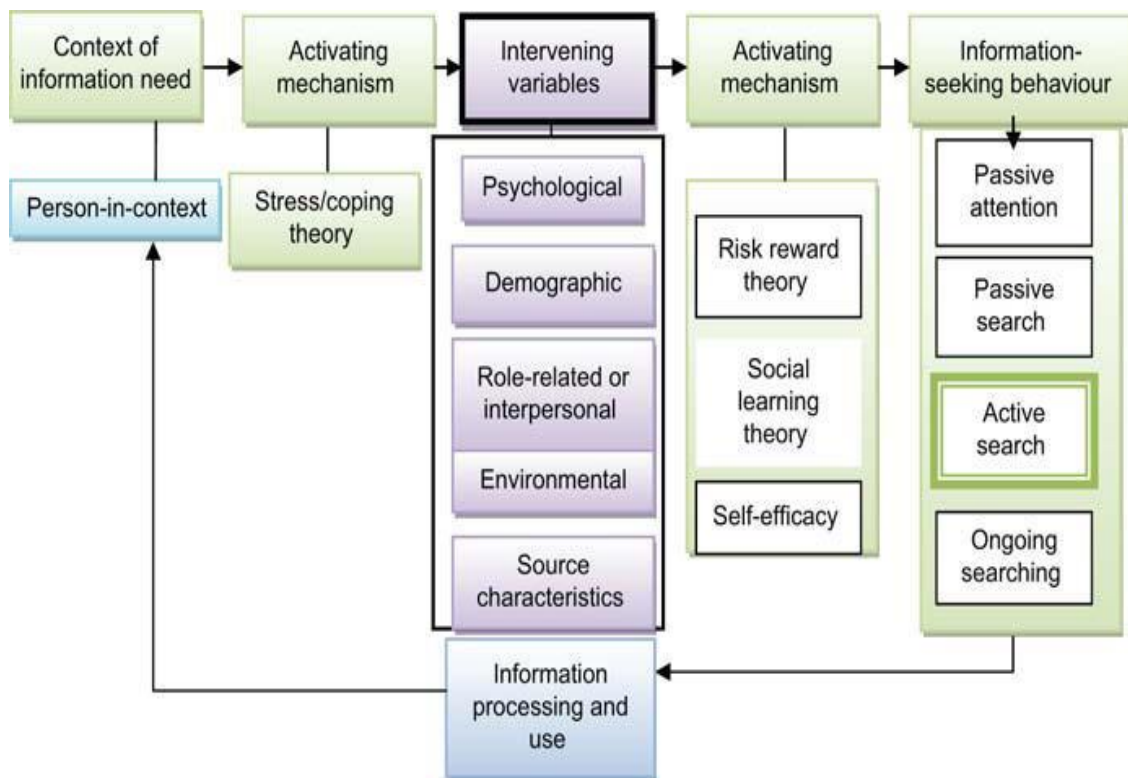 Context of
information need
Activating
mechanism
Intervening
variables
Activating
mechanism
Information-
seeking behaviour
Person-in-context
Stress/coping
theory
Psychological
Demographic
Role-related or
interpersonal
Environmental
Source
characteristics
Risk reward
theory
Social
learning
theory
Self-efficacy
Passive
attention
Passive
search
Active
search
Ongoing
searching
Information
processing and
use